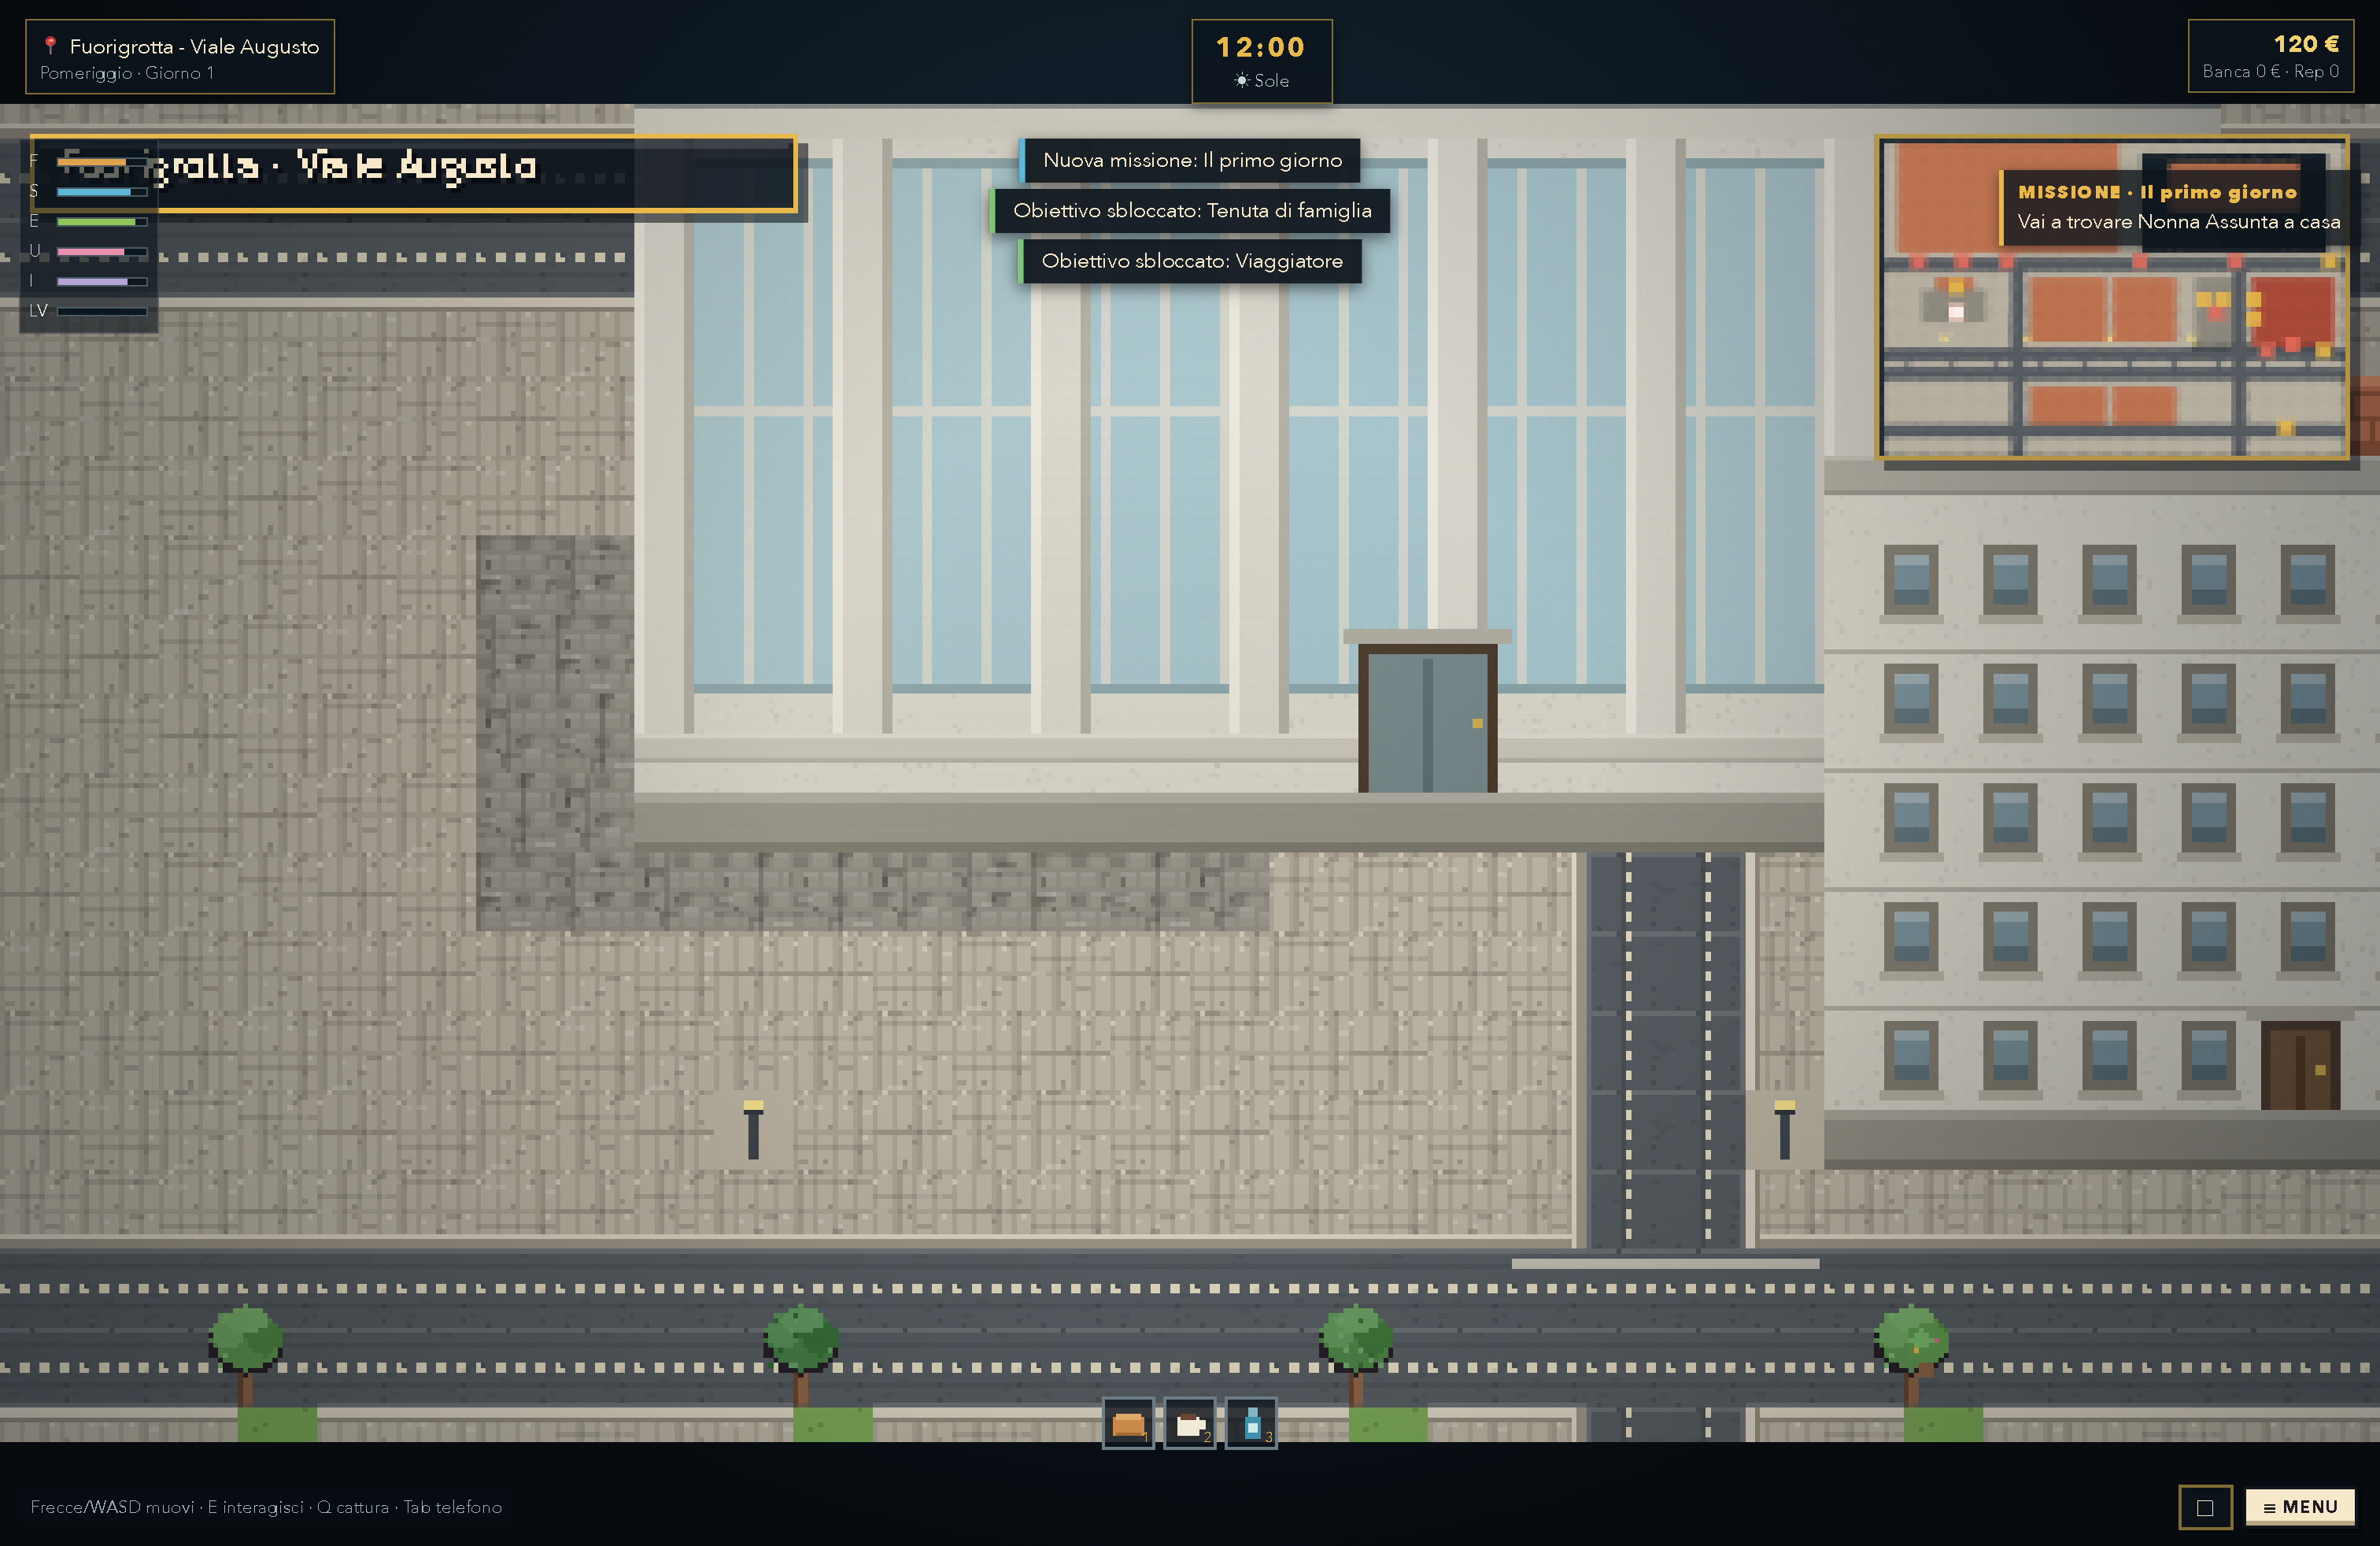 📍 Fuorigrotta - Viale Augusto
Pomeriggio · Giorno 1
12:00
☀ Sole
120 €
Banca 0 € · Rep 0
· Viale Augusto
F
S
E
U
I
LV
Nuova missione: Il primo giorno
Obiettivo sbloccato: Tenuta di famiglia
Obiettivo sbloccato: Viaggiatore
MISSIONE · Il primo giorno
Vai a trovare Nonna Assunta a casa
1
2
3
Frecce/WASD muovi · E interagisci · Q cattura · Tab telefono
≡ MENU